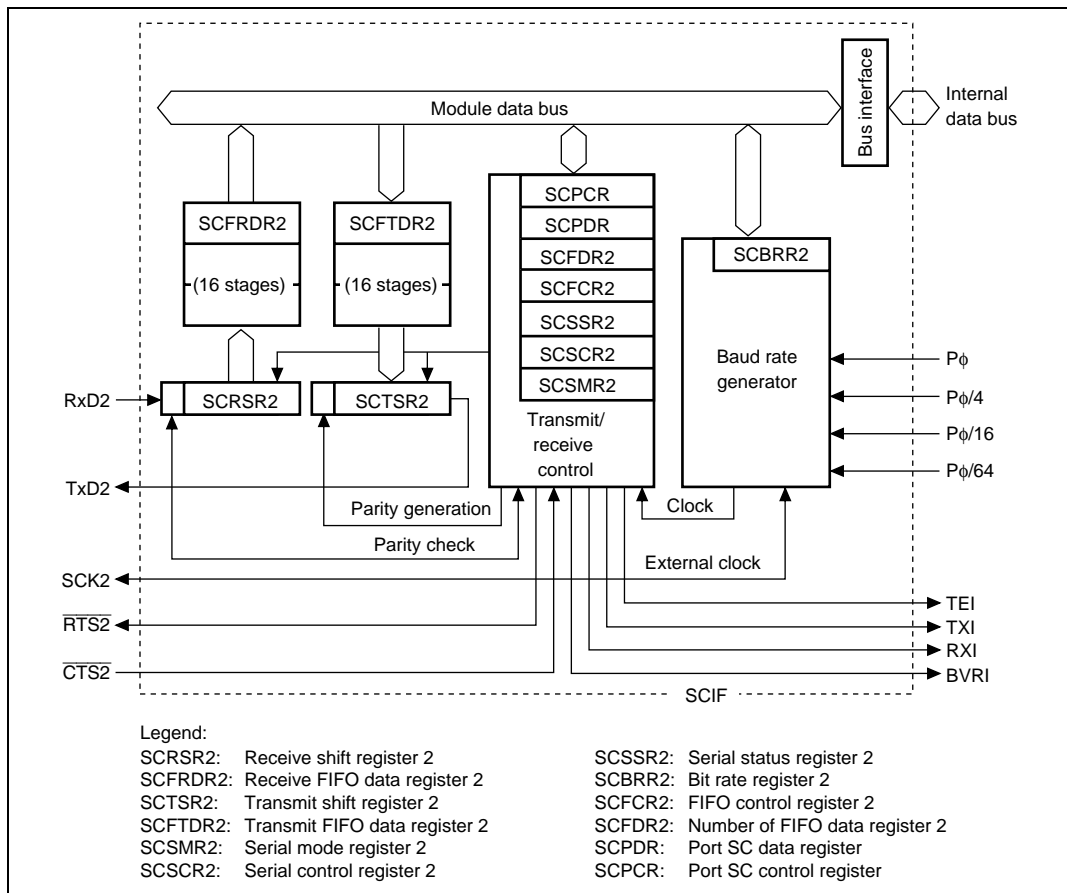 Module data bus
Bus interface
Internal
data bus
SCFRDR2
(16 stages)
SCFTDR2
(16 stages)
SCPCR
SCPDR
SCFDR2
SCFCR2
SCSSR2
SCSCR2
SCSMR2
Transmit/
receive
control
SCBRR2
Baud rate
generator
Pφ
Pφ/4
Pφ/16
Pφ/64
RxD2
SCRSR2
SCTSR2
TxD2
Parity generation
Parity check
Clock
External clock
SCK2
RTS2
CTS2
TEI
TXI
RXI
BVRI
SCIF
Legend:
SCRSR2: Receive shift register 2
SCFRDR2: Receive FIFO data register 2
SCTSR2: Transmit shift register 2
SCFTDR2: Transmit FIFO data register 2
SCSMR2: Serial mode register 2
SCSCR2: Serial control register 2
SCSSR2: Serial status register 2
SCBRR2: Bit rate register 2
SCFCR2: FIFO control register 2
SCFDR2: Number of FIFO data register 2
SCPDR: Port SC data register
SCPCR: Port SC control register